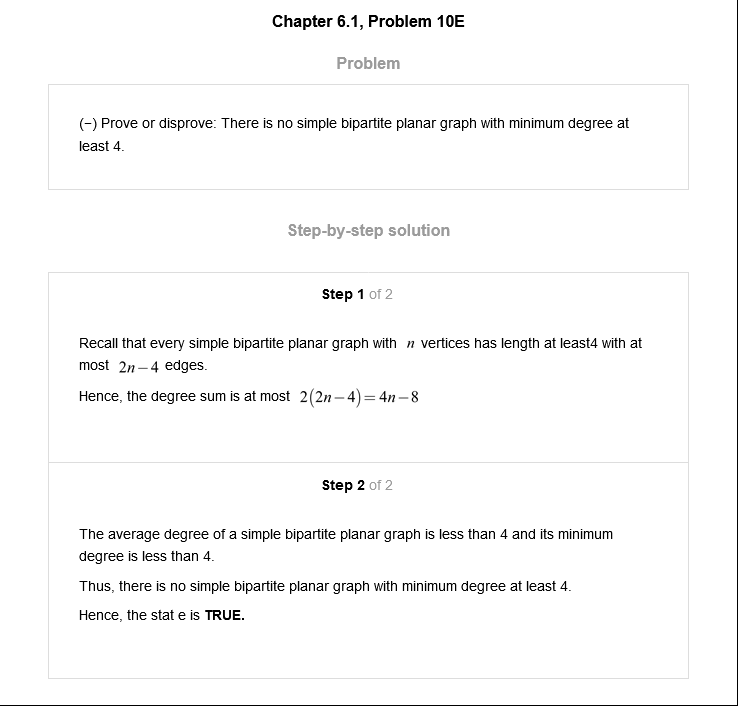 Chapter 6.1, Problem 10E
Problem
(−) Prove or disprove: There is no simple bipartite planar graph with minimum degree at
least 4.
Step-by-step solution
Step 1 of 2
Recall that every simple bipartite planar graph with n vertices has length at least4 with at
most 2n−4 edges.
Hence, the degree sum is at most 2(2n−4)=4n−8
Step 2 of 2
The average degree of a simple bipartite planar graph is less than 4 and its minimum
degree is less than 4.
Thus, there is no simple bipartite planar graph with minimum degree at least 4.
Hence, the stat e is TRUE.